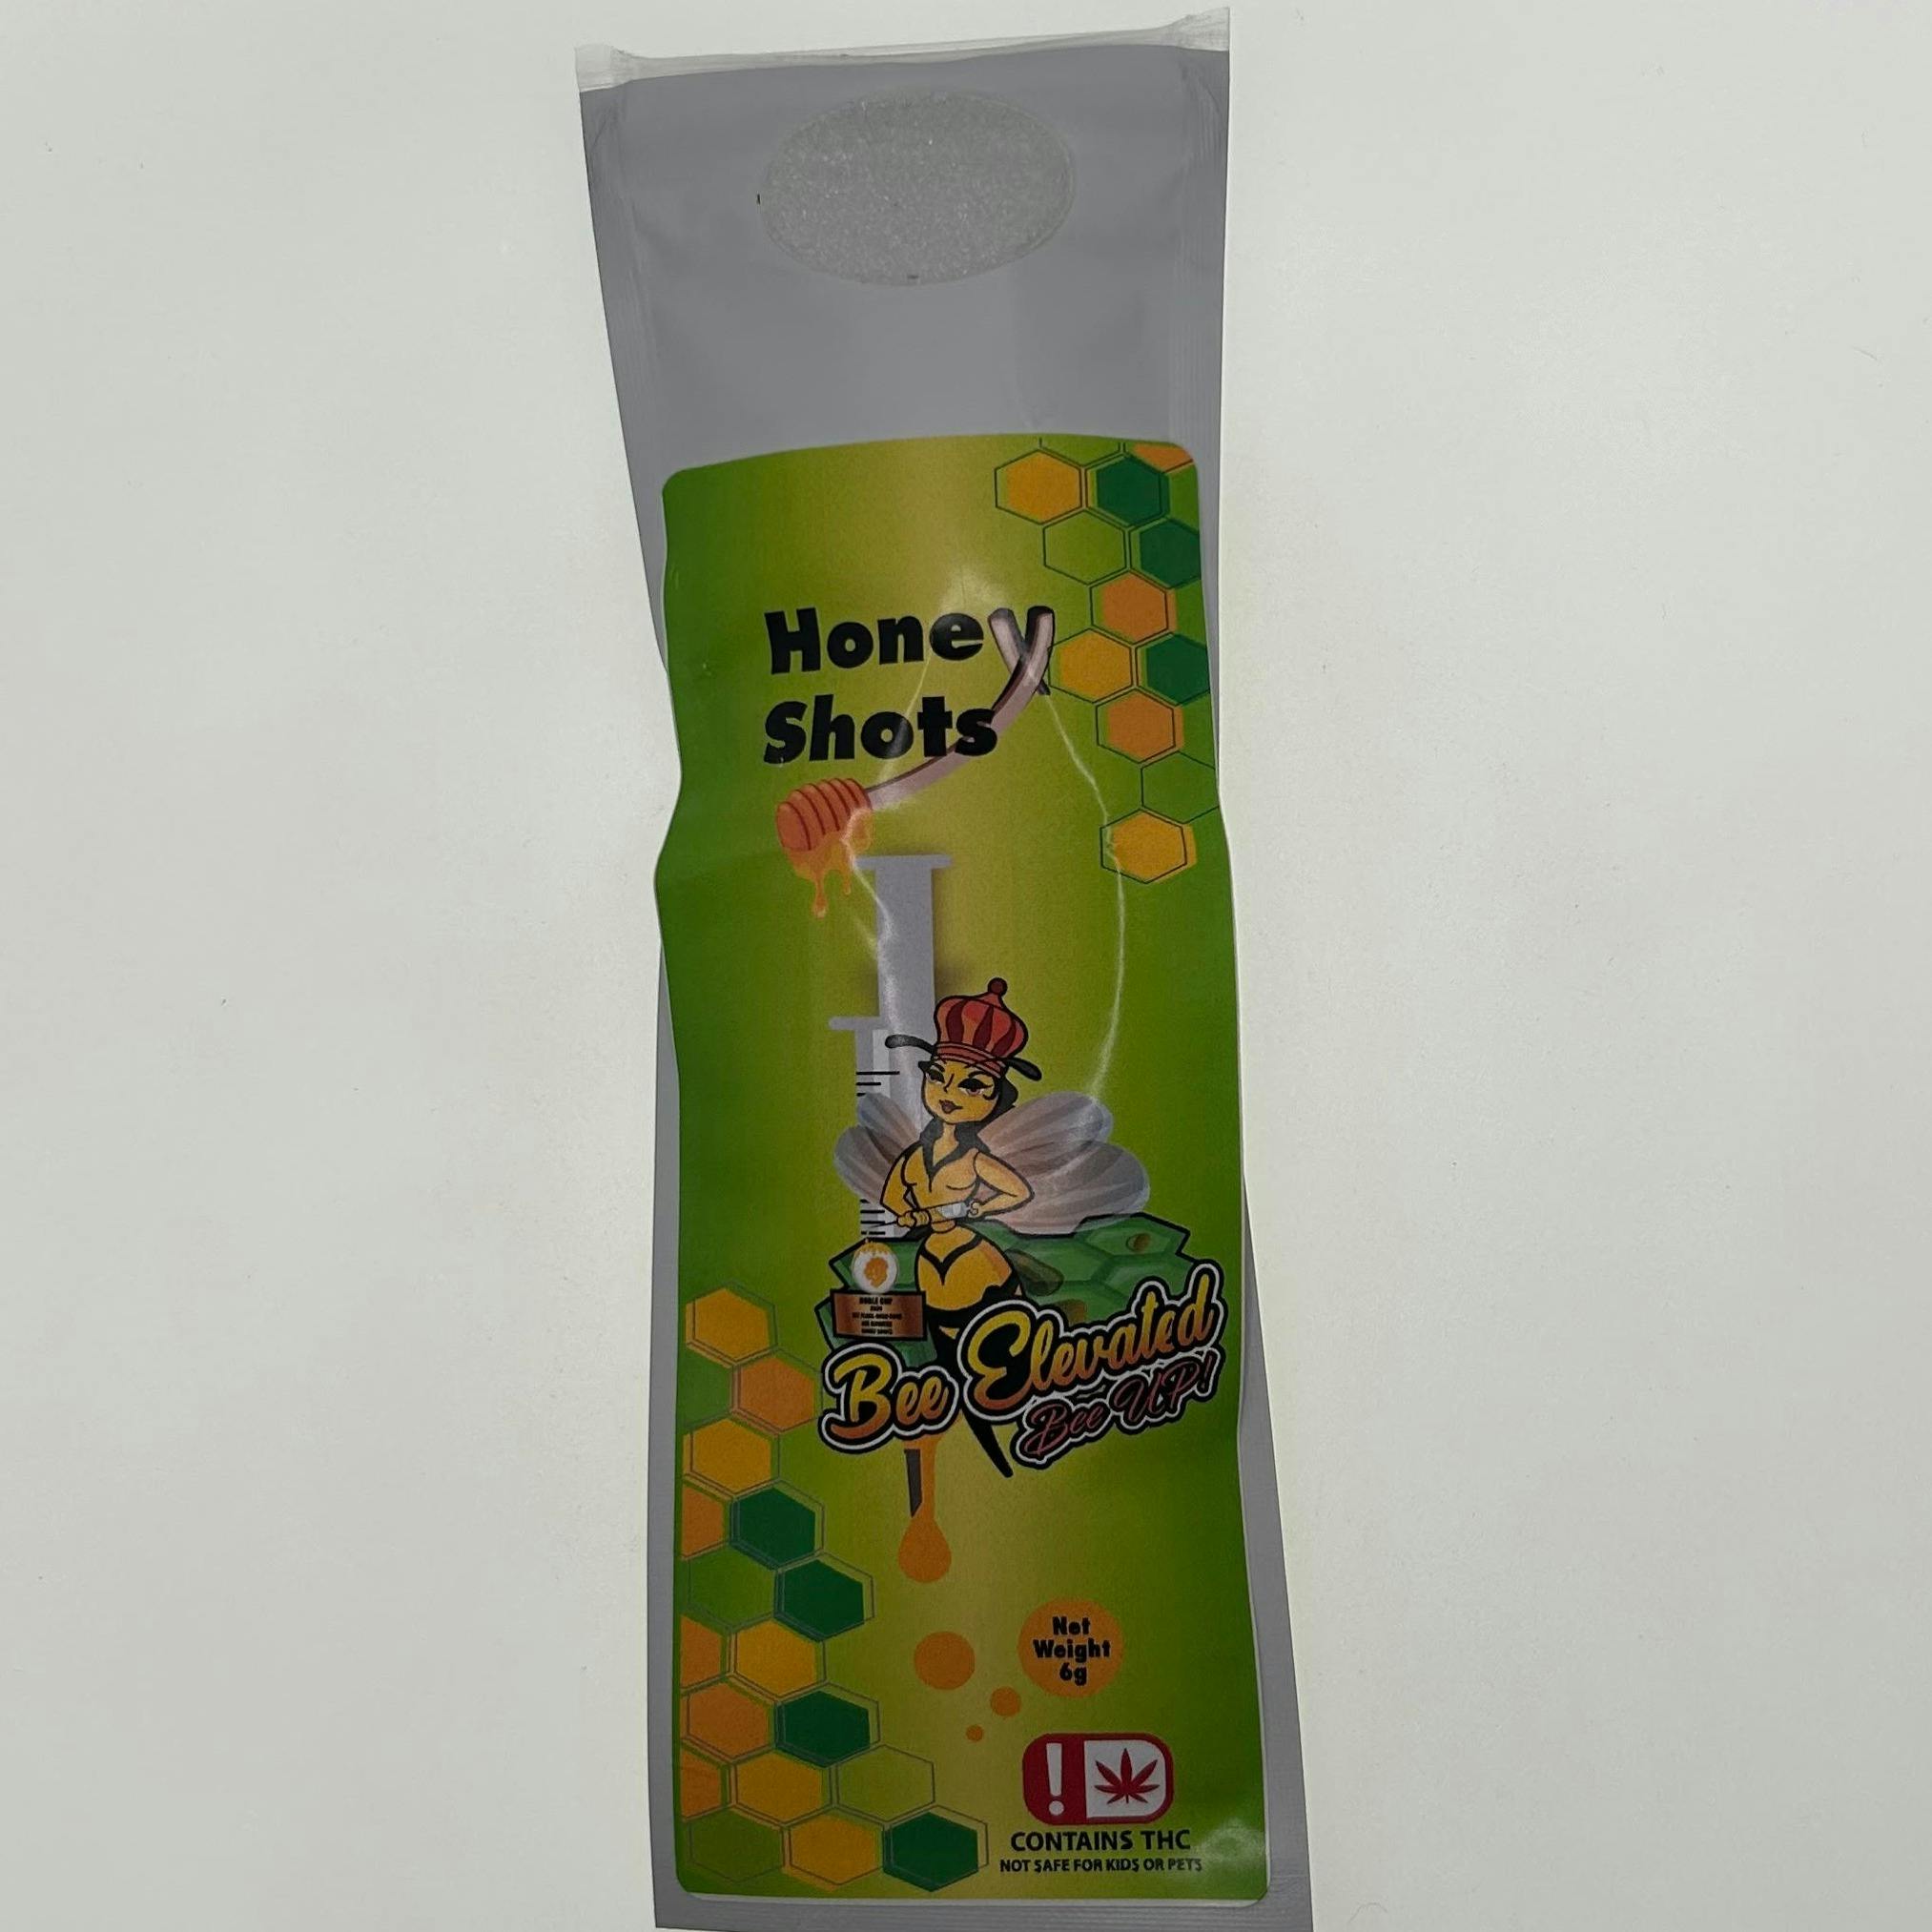 Honey
Shots
Bee Elevated
Bee UP!
Net
Weight
6g
CONTAINS THC
NOT SAFE FOR KIDS OR PETS